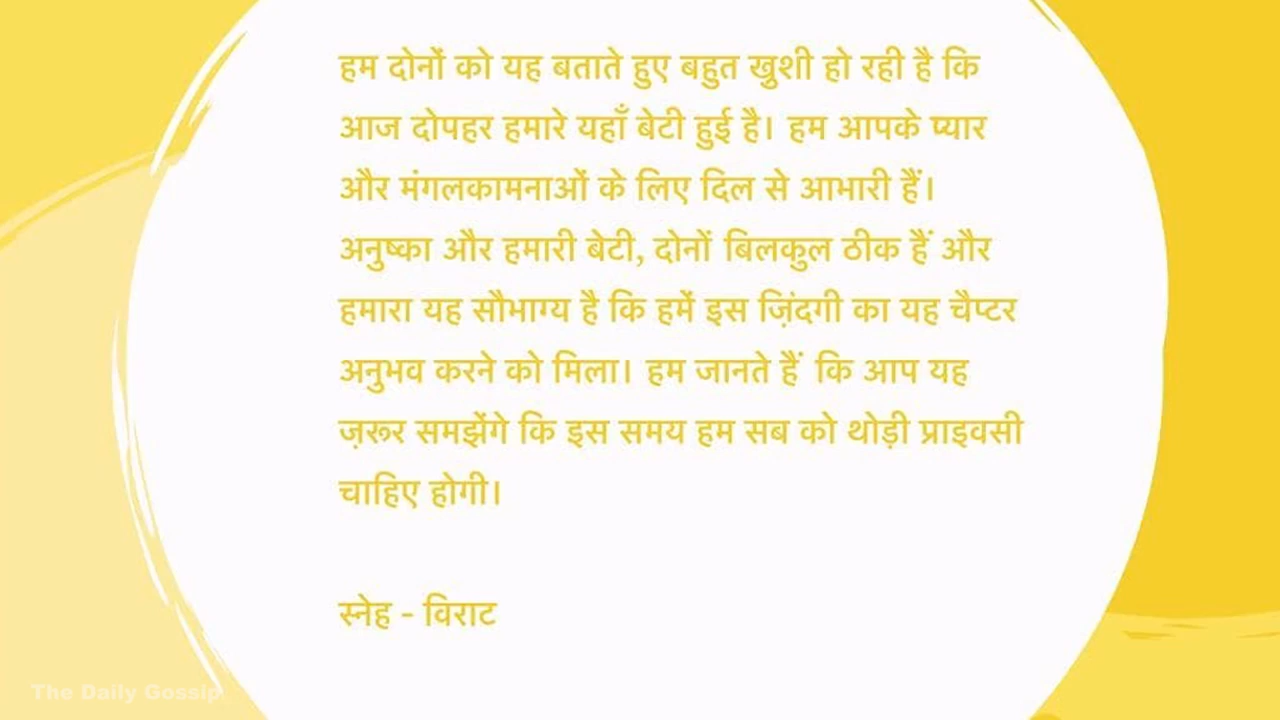 हम दोनों को यह बताते हुए बहुत खुशी हो रही है कि
आज दोपहर हमारे यहाँ बेटी हुई है। हम आपके प्यार
और मंगलकामनाओं के लिए दिल से आभारी हैं।
अनुष्का और हमारी बेटी, दोनों बिलकुल ठीक हैं और
हमारा यह सौभाग्य है कि हमें इस ज़िंदगी का यह चैप्टर
अनुभव करने को मिला। हम जानते हैं कि आप यह
ज़रूर समझेंगे कि इस समय हम सब को थोड़ी प्राइवसी
चाहिए होगी।
स्नेह - विराट
The Daily Gossip